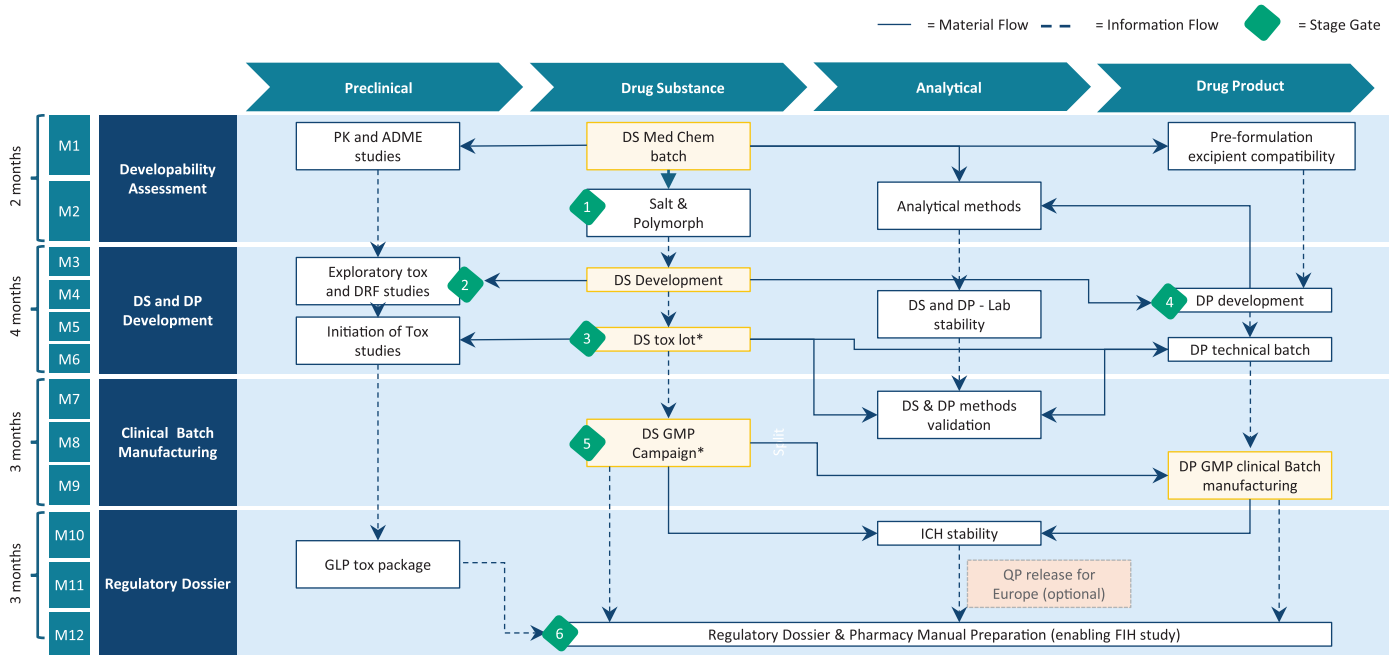 = Material Flow
= Information Flow
= Stage Gate
Preclinical
Drug Substance
Analytical
Drug Product
2 months
M1
M2
Developability
Assessment
PK and ADME
studies
DS Med Chem
batch
Pre-formulation
excipient compatibility
1
Salt &
Polymorph
Analytical methods
4 months
M3
M4
M5
M6
DS and DP
Development
Exploratory tox
and DRF studies
2
DS Development
DS and DP - Lab
stability
4
DP development
Initiation of Tox
studies
3
DS tox lot*
DP technical batch
3 months
M7
M8
M9
Clinical Batch
Manufacturing
DS & DP methods
validation
5
DS GMP
Campaign*
Split
DP GMP clinical Batch
manufacturing
3 months
M10
M11
M12
Regulatory Dossier
ICH stability
GLP tox package
QP release for
Europe (optional)
6
Regulatory Dossier & Pharmacy Manual Preparation (enabling FIH study)